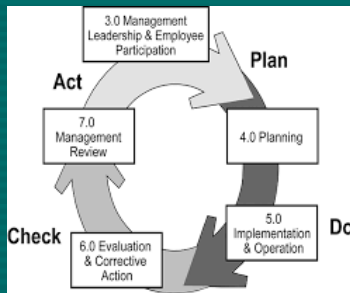 3.0 Management
Leadership & Employee
Participation
Plan
Act
7.0
Management
Review
4.0 Planning
5.0
Implementation
& Operation
Do
Check
6.0 Evaluation
& Corrective
Action